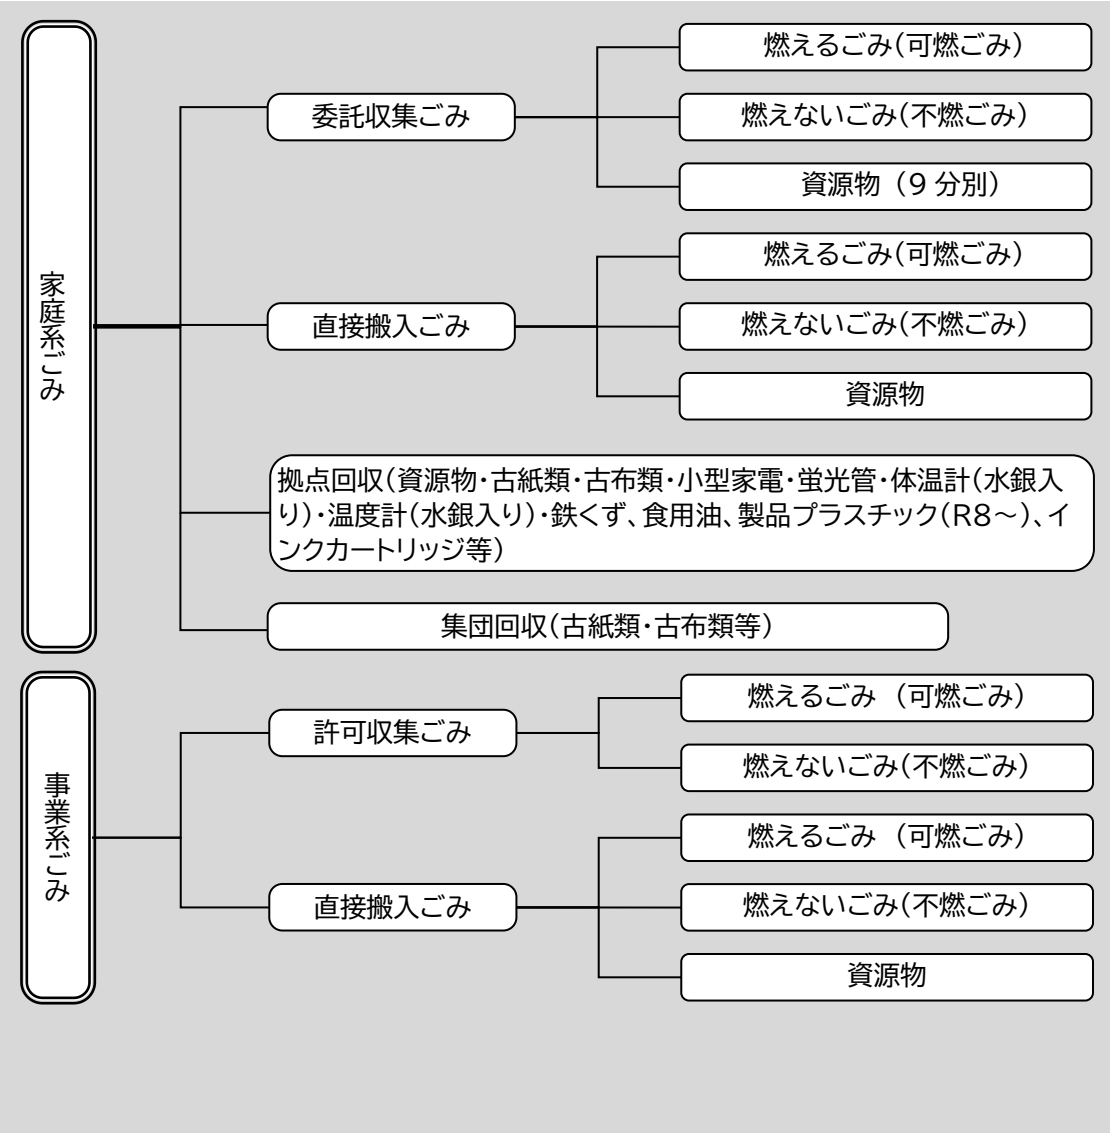 家庭系ごみ
委託収集ごみ
燃えるごみ(可燃ごみ)
燃えないごみ(不燃ごみ)
資源物 (9 分別)
直接搬入ごみ
燃えるごみ(可燃ごみ)
燃えないごみ(不燃ごみ)
資源物
拠点回収(資源物・古紙類・古布類・小型家電・蛍光管・体温計(水銀入
り)・温度計(水銀入り)・鉄くず、食用油、製品プラスチック(R8~)、イ
ンクカートリッジ等)
集団回収(古紙類・古布類等)
事業系ごみ
許可収集ごみ
燃えるごみ (可燃ごみ)
燃えないごみ(不燃ごみ)
直接搬入ごみ
燃えるごみ (可燃ごみ)
燃えないごみ(不燃ごみ)
資源物